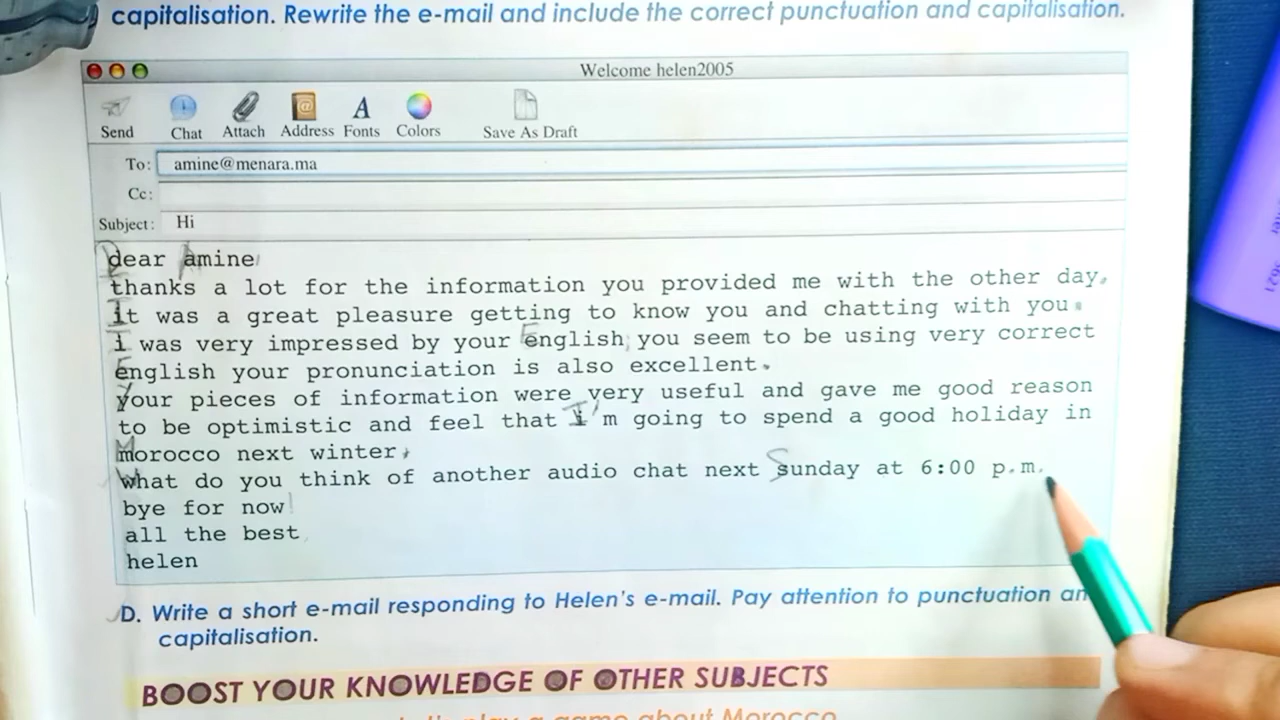 capitalisation. Rewrite the e-mail and include the correct punctuation and capitalisation.
Welcome helen2005
Send Chat Attach Address Fonts Colors Save As Draft
To: amine@menara.ma
Cc:
Subject: Hi
Dear Amine,
thanks a lot for the information you provided me with the other day.
It was a great pleasure getting to know you and chatting with you.
I was very impressed by your English; you seem to be using very correct
English your pronunciation is also excellent.
Your pieces of information were very useful and gave me good reason
to be optimistic and feel that I'm going to spend a good holiday in
Morocco next winter.
What do you think of another audio chat next Sunday at 6:00 p.m.
bye for now
all the best
helen
D. Write a short e-mail responding to Helen's e-mail. Pay attention to punctuation an
capitalisation.
BOOST YOUR KNOWLEDGE OF OTHER SUBJECTS
play a game about Morocco